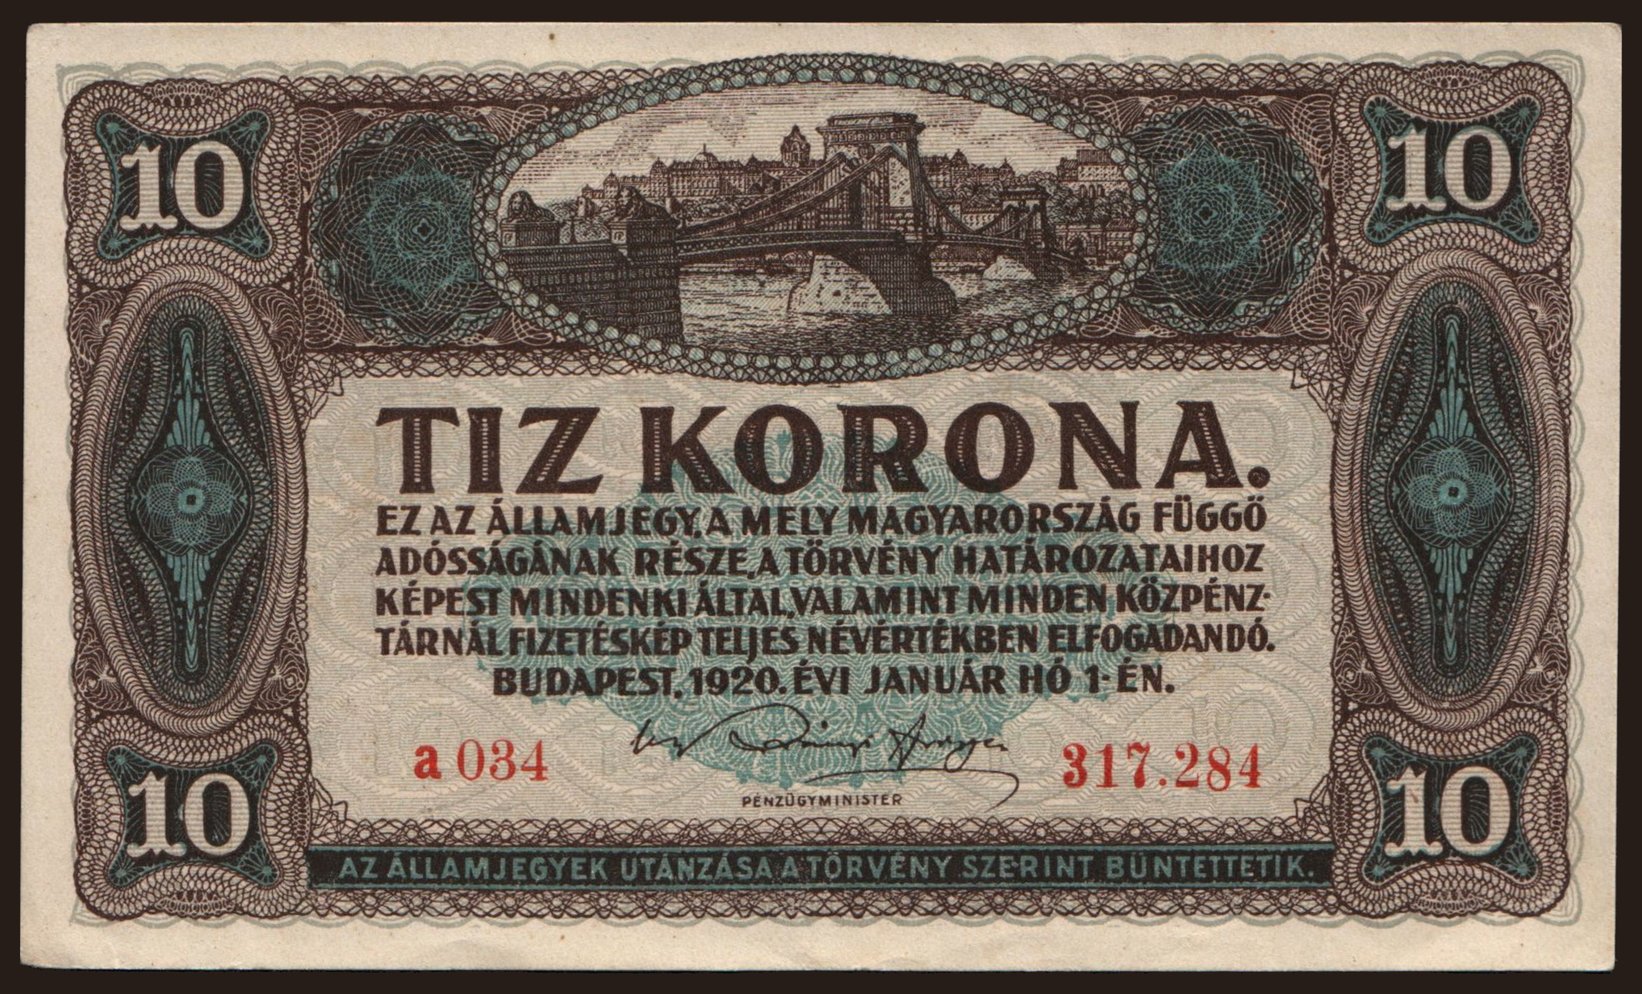 10 10
TIZ KORONA.
EZ AZ ÁLLAMJEGY, A MELY MAGYARORSZÁG FÜGGŐ
ADÓSSÁGÁNAK RÉSZE, A TÖRVÉNY HATÁROZATAIHOZ
KÉPEST MINDENKI ÁLTAL, VALAMINT MINDEN KÖZPÉNZ-
TÁRNÁL FIZETÉSKÉP TELJES NÉVÉRTÉKBEN ELFOGADANDÓ.
BUDAPEST, 1920. ÉVI JANUÁR HÓ 1-ÉN.
a 034 317.284
PÉNZÜGYMINISTER
10 10
AZ ÁLLAMJEGYEK UTÁNZÁSA A TÖRVÉNY SZERINT BÜNTETTETIK.